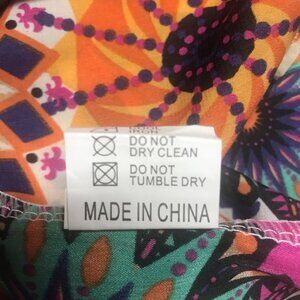 DO NOT
DRY CLEAN
DO NOT
TUMBLE DRY
MADE IN CHINA